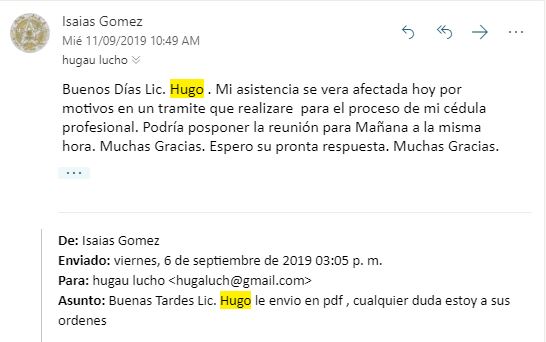 Isaias Gomez
Mié 11/09/2019 10:49 AM
hugau lucho
Buenos Días Lic. Hugo . Mi asistencia se vera afectada hoy por
motivos en un tramite que realizare  para el proceso de mi cédula
profesional. Podría posponer la reunión para Mañana a la misma
hora. Muchas Gracias. Espero su pronta respuesta. Muchas Gracias.
De: Isaias Gomez
Enviado: viernes, 6 de septiembre de 2019 03:05 p. m.
Para: hugau lucho <hugaluch@gmail.com>
Asunto: Buenas Tardes Lic. Hugo le envio en pdf , cualquier duda estoy a sus
ordenes